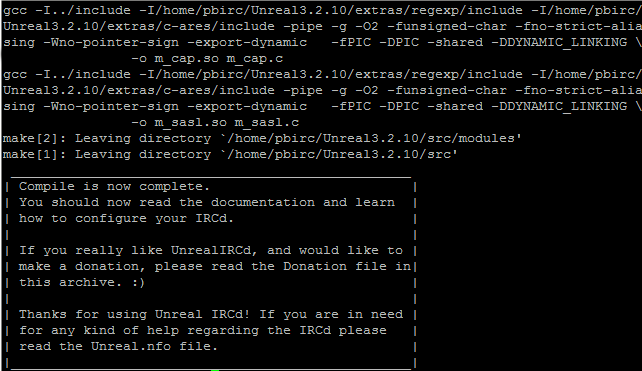 gcc -I../include -I/home/pbirc/Unreal3.2.10/extras/regexp/include -I/home/pbirc/
Unreal3.2.10/extras/c-ares/include -pipe -g -O2 -funsigned-char -fno-strict-alia
sing -Wno-pointer-sign -export-dynamic   -fPIC -DPIC -shared -DDYNAMIC_LINKING \
                -o m_cap.so m_cap.c
gcc -I../include -I/home/pbirc/Unreal3.2.10/extras/regexp/include -I/home/pbirc/
Unreal3.2.10/extras/c-ares/include -pipe -g -O2 -funsigned-char -fno-strict-alia
sing -Wno-pointer-sign -export-dynamic   -fPIC -DPIC -shared -DDYNAMIC_LINKING \
                -o m_sasl.so m_sasl.c
make[2]: Leaving directory `/home/pbirc/Unreal3.2.10/src/modules'
make[1]: Leaving directory `/home/pbirc/Unreal3.2.10/src'
Compile is now complete.
You should now read the documentation and learn
how to configure your IRCd.
If you really like UnrealIRCd, and would like to
make a donation, please read the Donation file in
this archive. :)
Thanks for using Unreal IRCd! If you are in need
for any kind of help regarding the IRCd please
read the Unreal.nfo file.